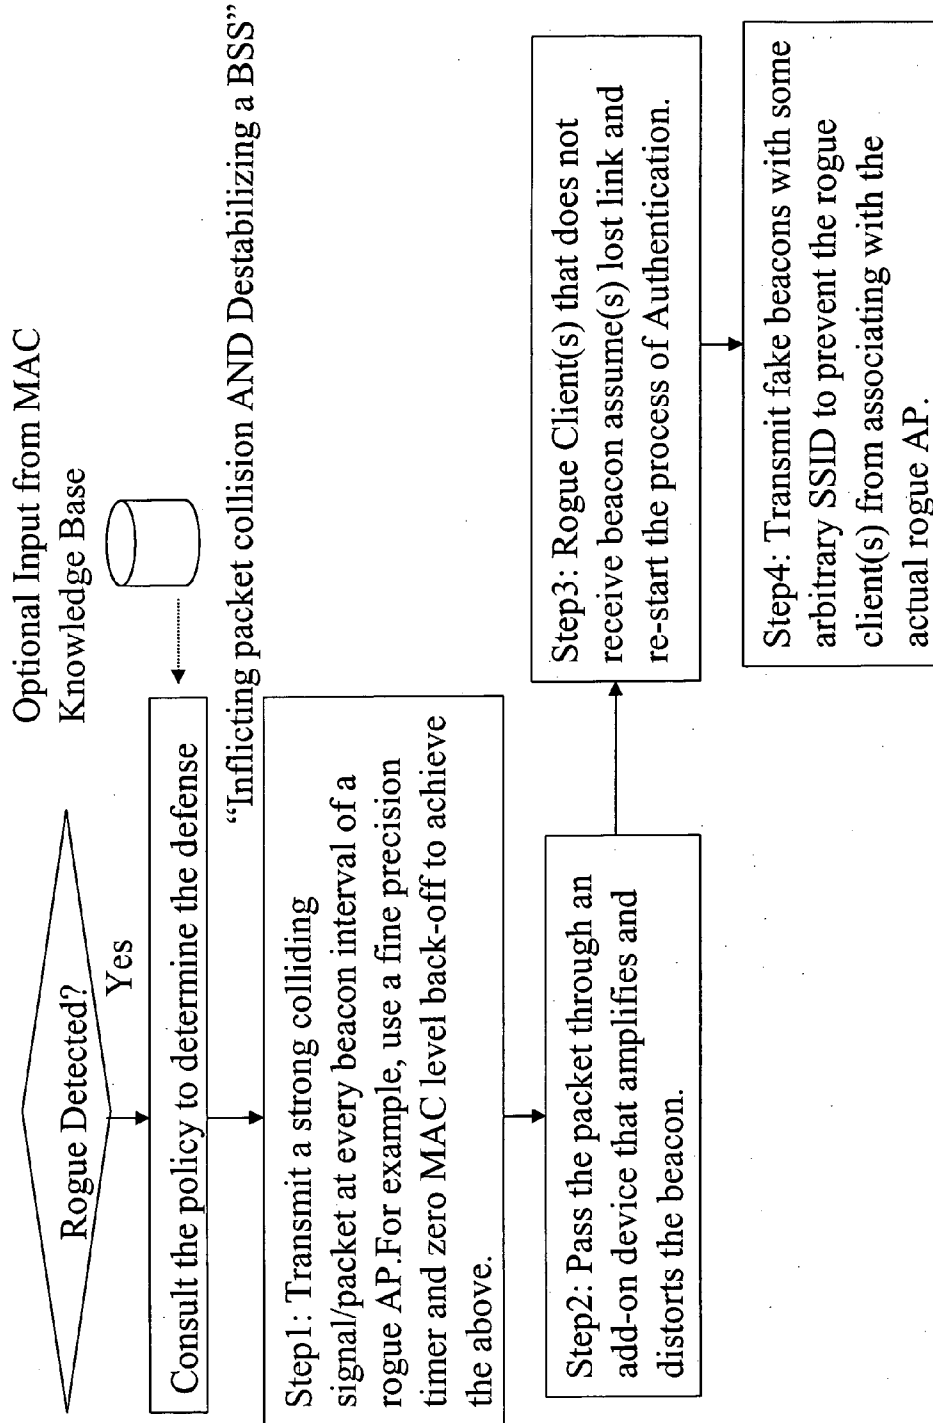 Optional Input from MAC
Knowledge Base
Rogue Detected?
Yes
Consult the policy to determine the defense
“Inflicting packet collision AND Destabilizing a BSS”
Step1: Transmit a strong colliding
signal/packet at every beacon interval of a
rogue AP.For example, use a fine precision
timer and zero MAC level back-off to achieve
the above.
Step2: Pass the packet through an
add-on device that amplifies and
distorts the beacon.
Step3: Rogue Client(s) that does not
receive beacon assume(s) lost link and
re-start the process of Authentication.
Step4: Transmit fake beacons with some
arbitrary SSID to prevent the rogue
client(s) from associating with the
actual rogue AP.